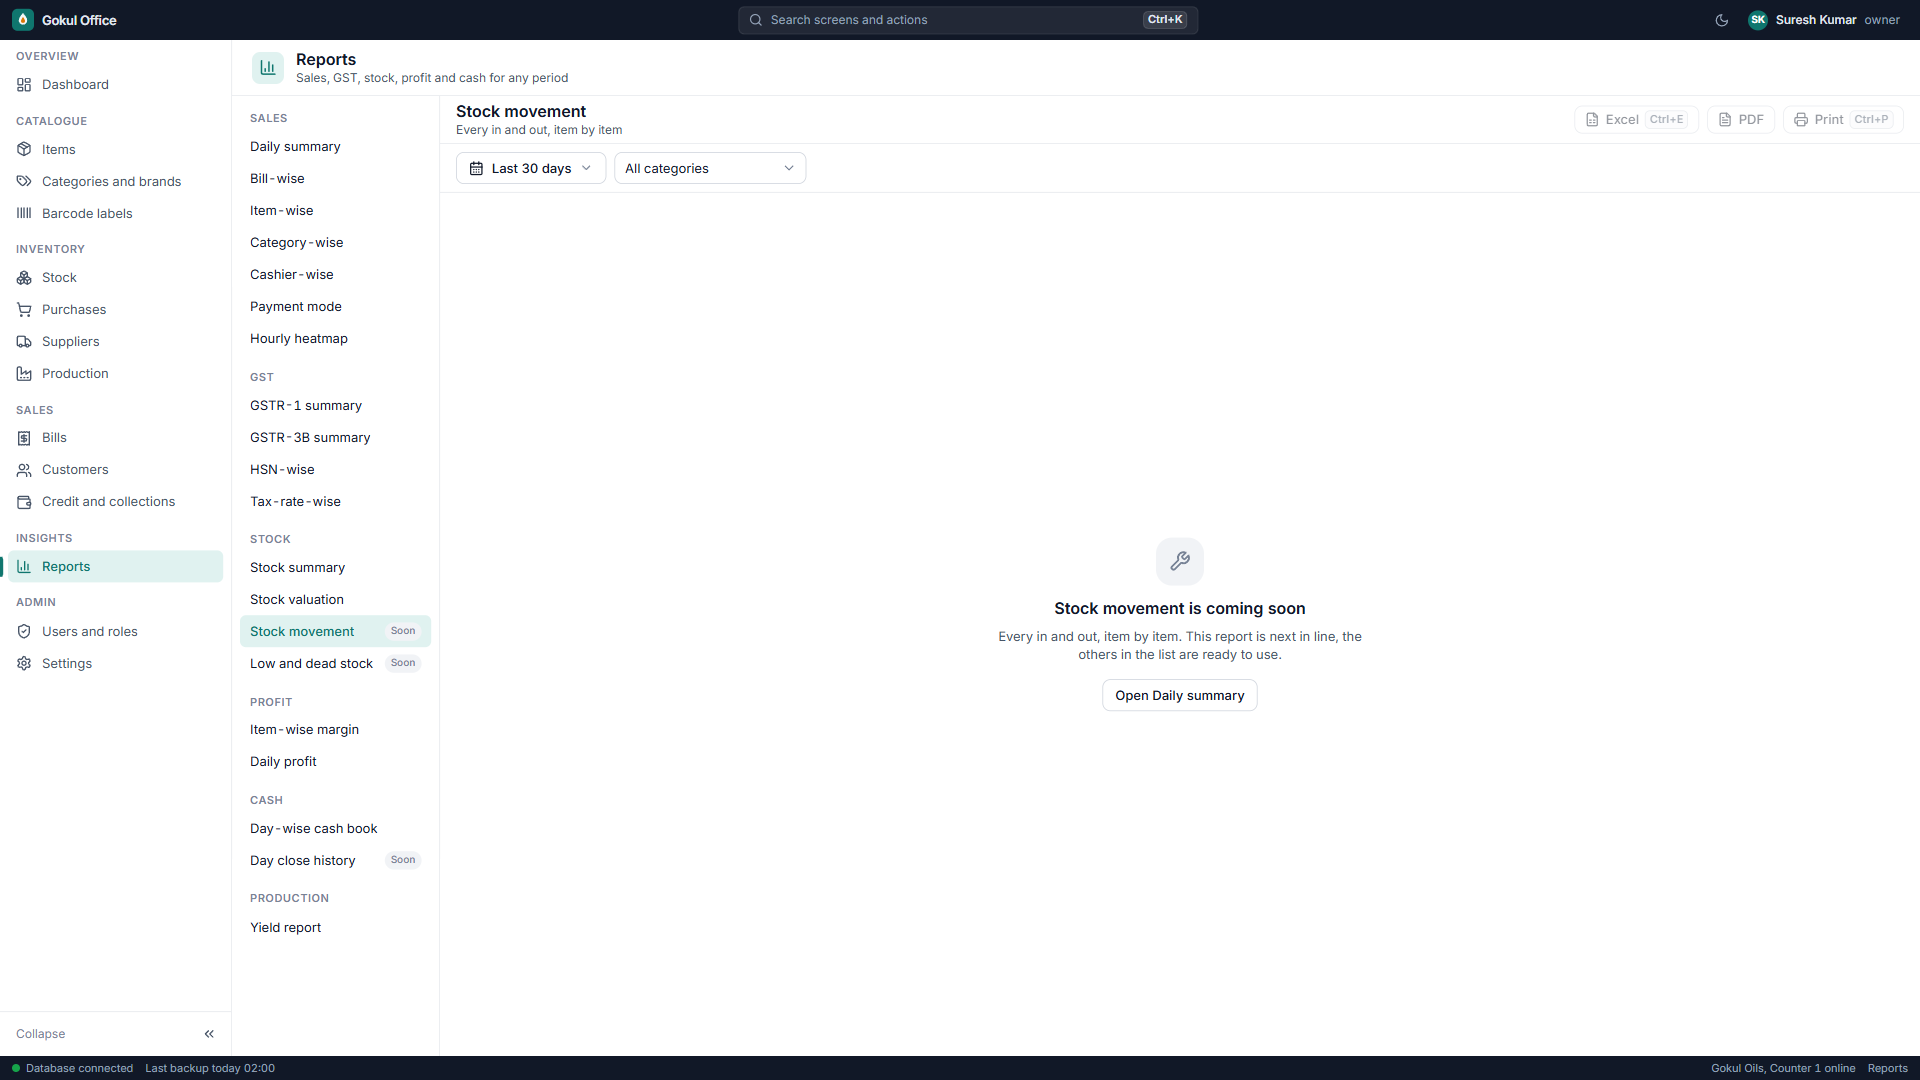 Gokul Office
Search screens and actions
Ctrl+K
SK
Suresh Kumar owner
OVERVIEW
Dashboard
CATALOGUE
Items
Categories and brands
Barcode labels
INVENTORY
Stock
Purchases
Suppliers
Production
SALES
Bills
Customers
Credit and collections
INSIGHTS
Reports
ADMIN
Users and roles
Settings
Collapse
Reports
Sales, GST, stock, profit and cash for any period
SALES
Daily summary
Bill-wise
Item-wise
Category-wise
Cashier-wise
Payment mode
Hourly heatmap
GST
GSTR-1 summary
GSTR-3B summary
HSN-wise
Tax-rate-wise
STOCK
Stock summary
Stock valuation
Stock movement Soon
Low and dead stock Soon
PROFIT
Item-wise margin
Daily profit
CASH
Day-wise cash book
Day close history Soon
PRODUCTION
Yield report
Stock movement
Every in and out, item by item
Excel Ctrl+E
PDF
Print Ctrl+P
Last 30 days
All categories
Stock movement is coming soon
Every in and out, item by item. This report is next in line, the
others in the list are ready to use.
Open Daily summary
Database connected
Last backup today 02:00
Gokul Oils, Counter 1 online
Reports